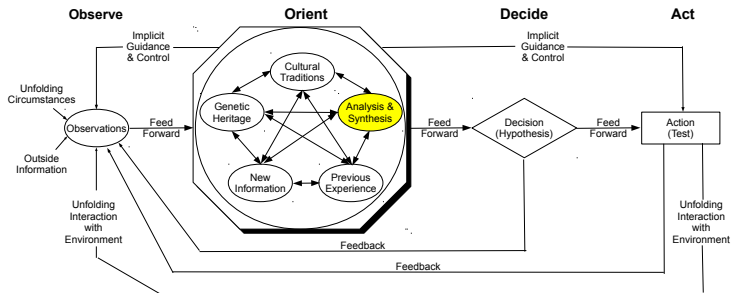 Observe
Orient
Decide
Act
Implicit
Guidance
& Control
Implicit
Guidance
& Control
Unfolding
Circumstances
Observations
Outside
Information
Feed
Forward
Cultural
Traditions
Genetic
Heritage
Analysis &
Synthesis
New
Information
Previous
Experience
Feed
Forward
Decision
(Hypothesis)
Feed
Forward
Action
(Test)
Unfolding
Interaction
with
Environment
Unfolding
Interaction
with
Environment
Feedback
Feedback